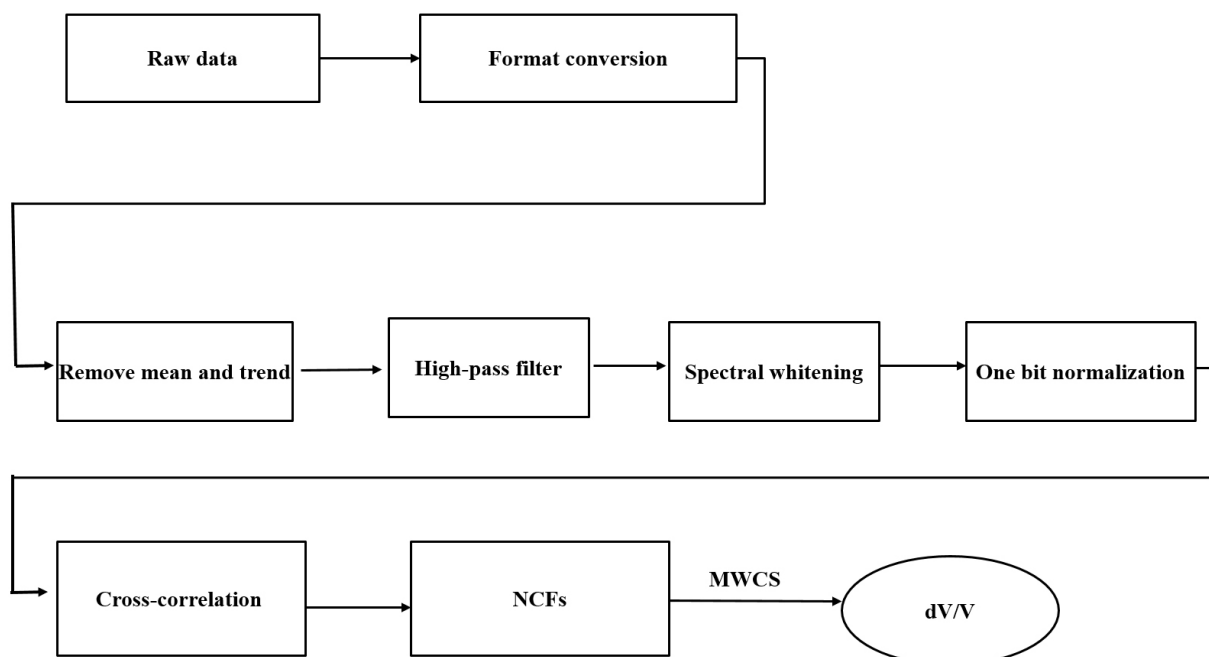 Raw data
Format conversion
Remove mean and trend
High-pass filter
Spectral whitening
One bit normalization
Cross-correlation
NCFs
MWCS
dV/V